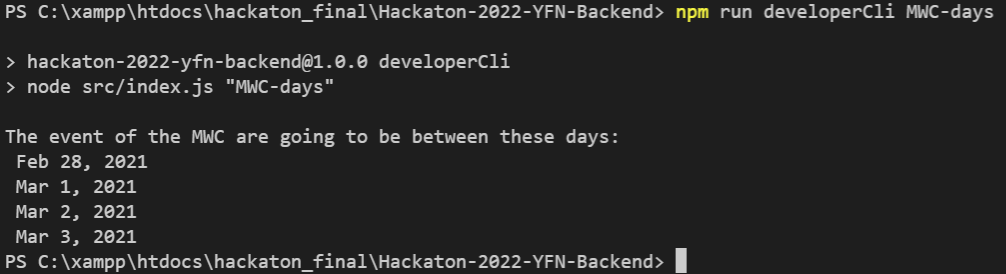 PS C:\xampp\htdocs\hackaton_final\Hackaton-2022-YFN-Backend> npm run developerCli MWC-days
> hackaton-2022-yfn-backend@1.0.0 developerCli
> node src/index.js "MWC-days"
The event of the MWC are going to be between these days:
Feb 28, 2021
Mar 1, 2021
Mar 2, 2021
Mar 3, 2021
PS C:\xampp\htdocs\hackaton_final\Hackaton-2022-YFN-Backend>